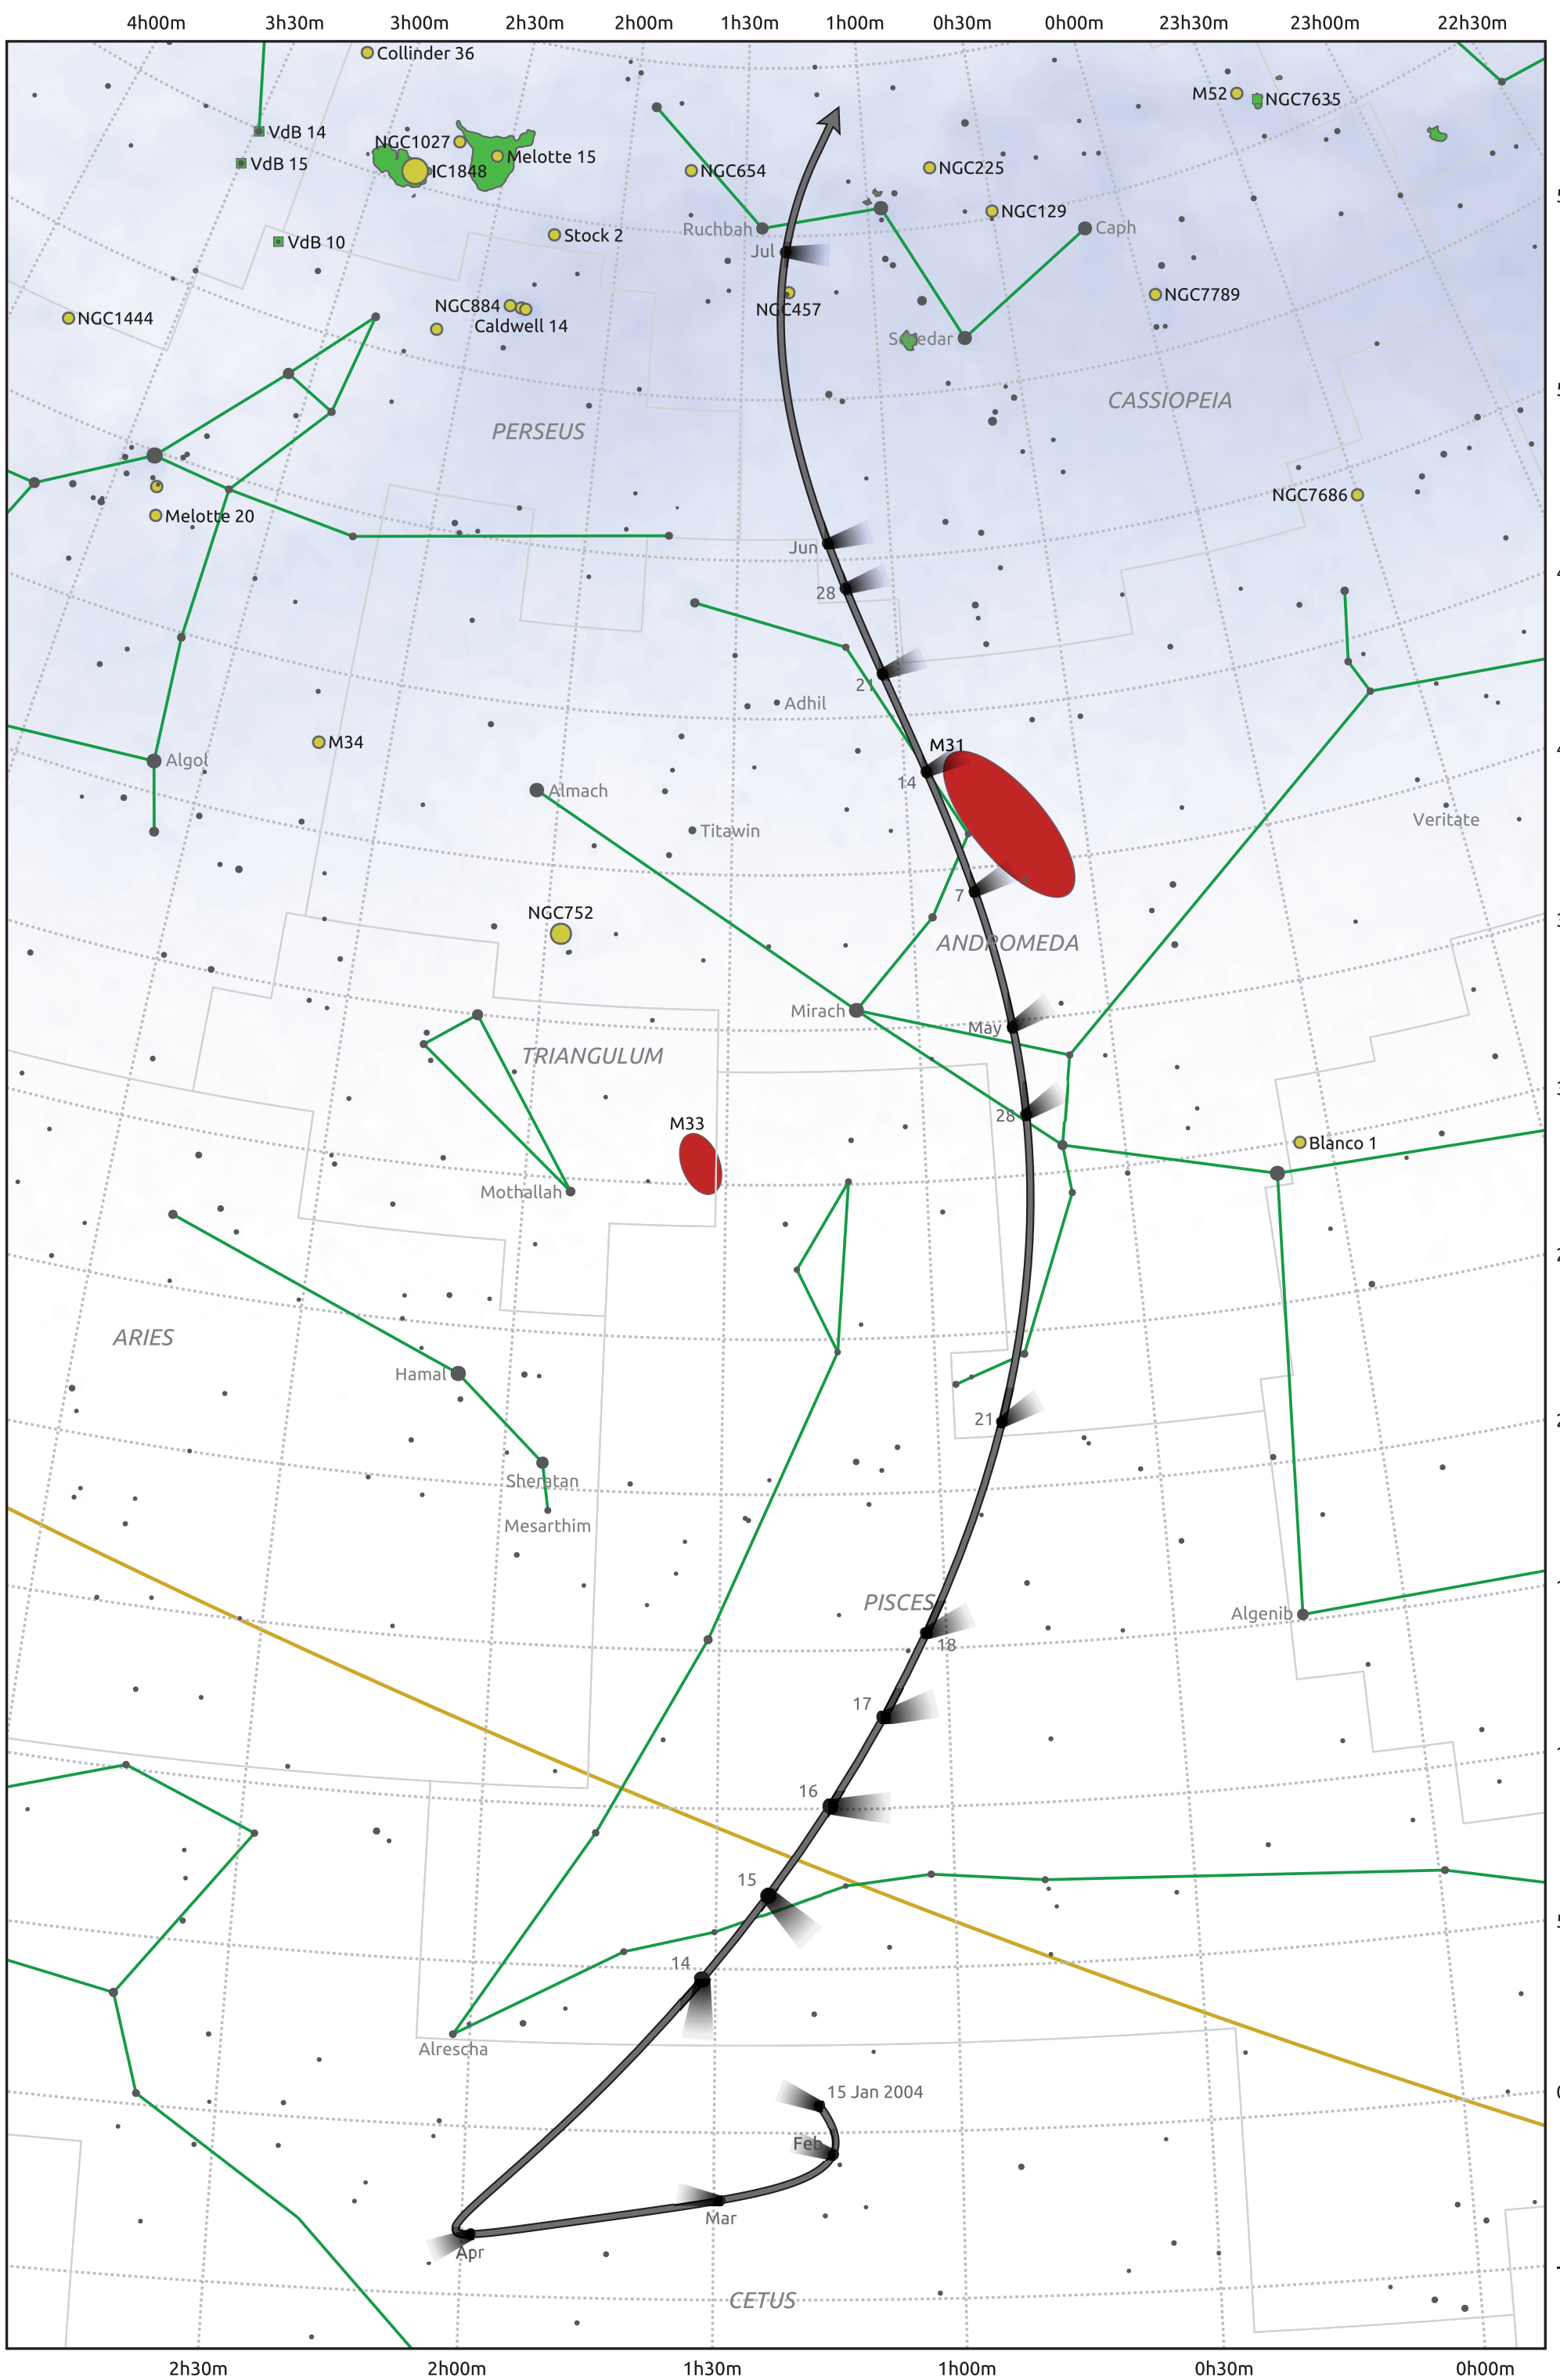 4h00m 3h30m 3h00m 2h30m 2h00m 1h30m 1h00m 0h30m 0h00m 23h30m 23h00m 22h30m
Collinder 36
M52
NGC7635
VdB 14
NGC1027
Melotte 15
VdB 15
IC1848
NGC654
NGC225
NGC129
Ruchbah
Caph
Stock 2
VdB 10
Jul
NGC884
NGC457
NGC7789
NGC1444
Caldwell 14
Schedar
CASSIOPEIA
PERSEUS
NGC7686
Melotte 20
Jun
28
21
Adhil
M34
M31
Algol
14
Almach
Titawin
Veritate
7
NGC752
ANDROMEDA
Mirach
May
TRIANGULUM
28
M33
Blanco 1
Mothallah
ARIES
Hamal
21
Sheratan
Mesarthim
PISCES
Algenib
18
17
16
15
14
Alrescha
15 Jan 2004
Feb
Mar
Apr
CETUS
2h30m 2h00m 1h30m 1h00m 0h30m 0h00m